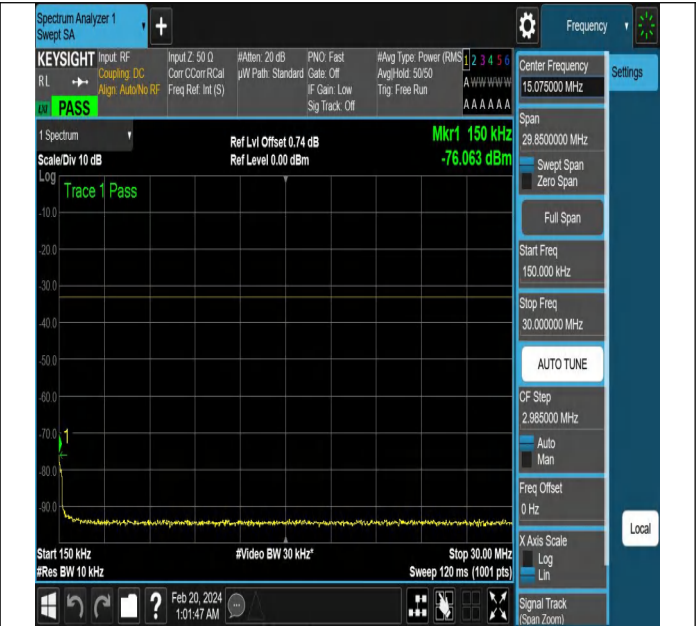 Spectrum Analyzer 1
Swept SA
Frequency
KEYSIGHT
RL
PASS
Input: RF
Coupling: DC
Align: Auto/No RF
Input Z: 50 Ω
Corr CCorr RCal
Freq Ref: Int (S)
#Atten: 20 dB
µW Path: Standard
PNO: Fast
Gate: Off
IF Gain: Low
Sig Track: Off
#Avg Type: Power (RMS
Avg|Hold: 50/50
Trig: Free Run
1 2 3 4 5 6
A W W W W W
A A A A A A
1 Spectrum
Scale/Div 10 dB
Ref Lvl Offset 0.74 dB
Ref Level 0.00 dBm
Mkr1 150 kHz
-76.063 dBm
Log
Trace 1 Pass
-10.0
-20.0
-30.0
-40.0
-50.0
-60.0
-70.0
-80.0
-90.0
1
Start 150 kHz
#Res BW 10 kHz
#Video BW 30 kHz*
Stop 30.00 MHz
Sweep 120 ms (1001 pts)
Feb 20, 2024
1:01:47 AM
Center Frequency
15.075000 MHz
Settings
Span
29.8500000 MHz
Swept Span
Zero Span
Full Span
Start Freq
150.000 kHz
Stop Freq
30.000000 MHz
AUTO TUNE
CF Step
2.985000 MHz
Auto
Man
Freq Offset
0 Hz
X Axis Scale
Log
Lin
Local
Signal Track
(Span Zoom)